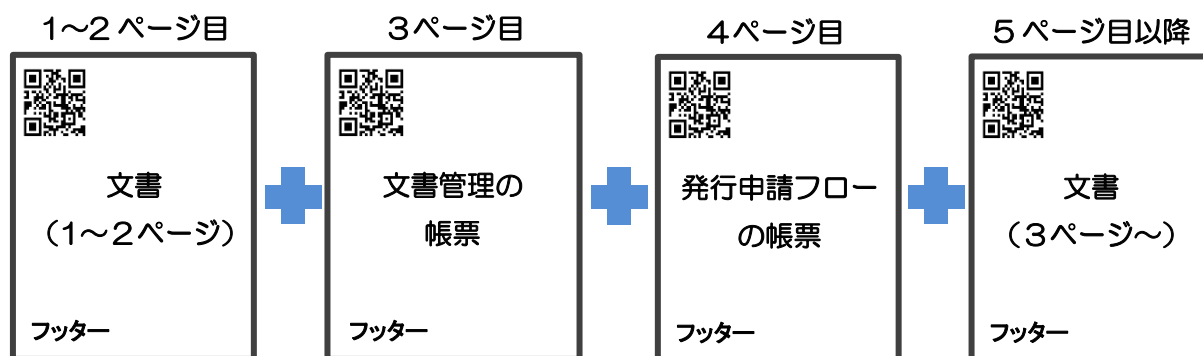 1~2ページ目
文書
(1~2ページ)
フッター
3ページ目
文書管理の
帳票
フッター
4ページ目
発行申請フロー
の帳票
フッター
5ページ目以降
文書
(3ページ~)
フッター